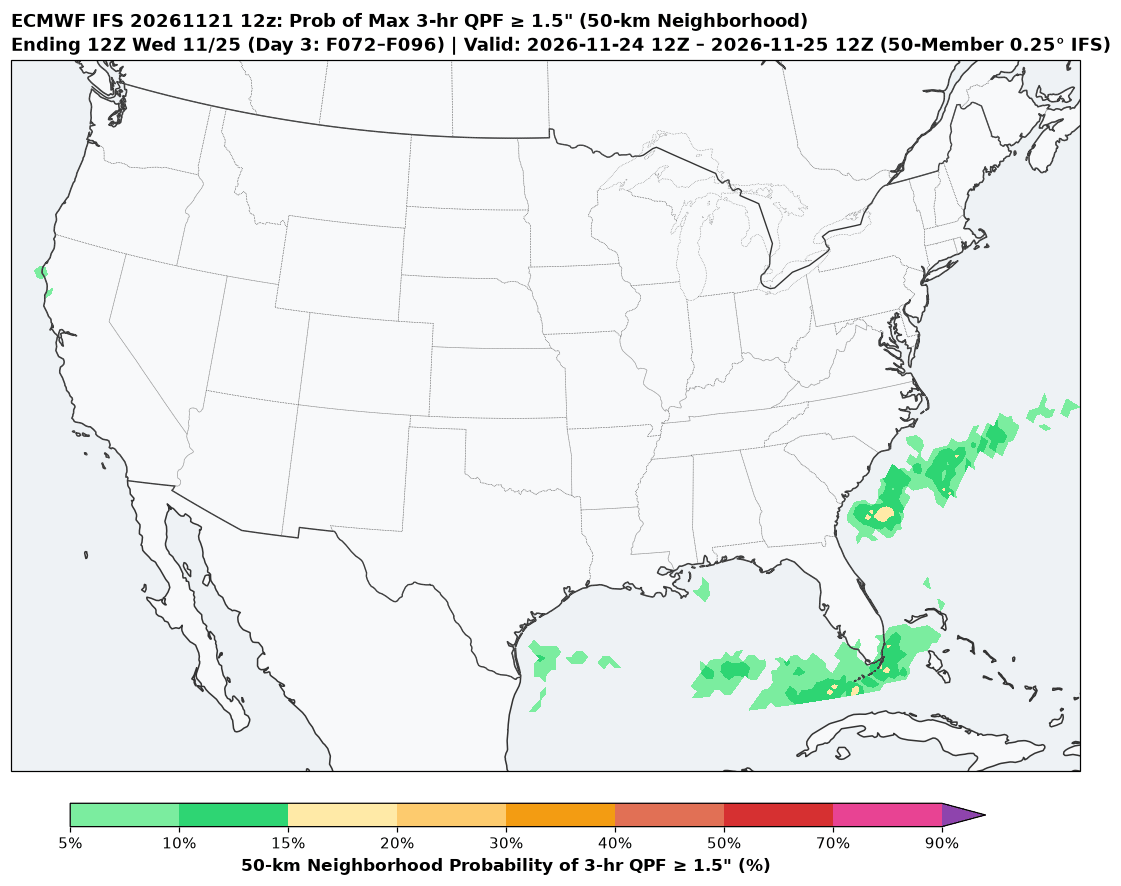 ECMWF IFS 20261121 12z: Prob of Max 3-hr QPF ≥ 1.5" (50-km Neighborhood)
Ending 12Z Wed 11/25 (Day 3: F072–F096) | Valid: 2026-11-24 12Z – 2026-11-25 12Z (50-Member 0.25° IFS)
5% 10% 15% 20% 30% 40% 50% 70% 90%
50-km Neighborhood Probability of 3-hr QPF ≥ 1.5" (%)